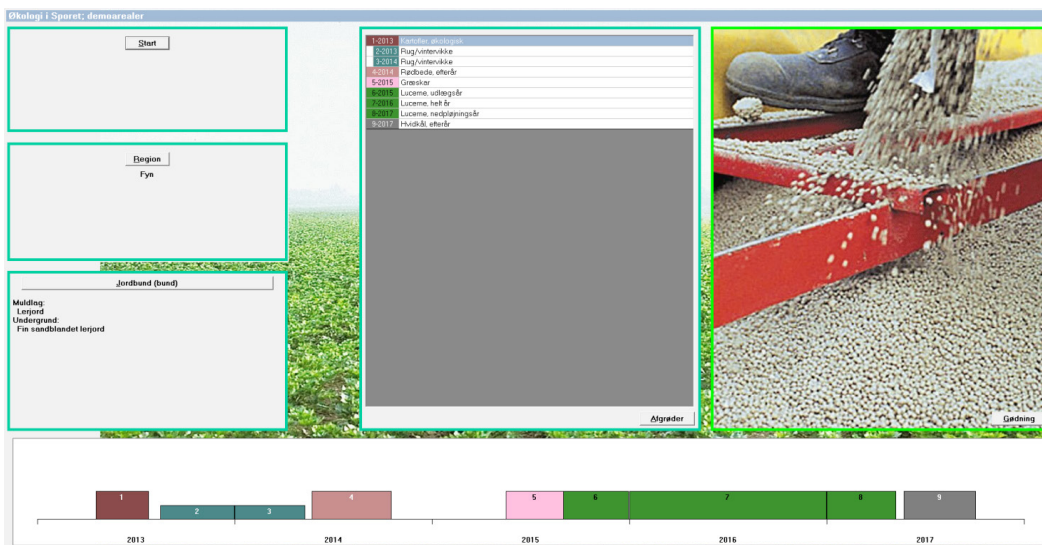 Økologi i Sporet; demoarealer
Start
Region
Fyn
Jordbund (bund)
Muldlag:
Lerjord
Undergrund:
Fin sandblandet lerjord
1-2013 Kartofler, økologisk
2-2013 Rug/vintervikke
3-2014 Rug/vintervikke
4-2014 Rødbede, efterår
5-2015 Græskar
6-2015 Lucerne, udlægsår
7-2016 Lucerne, helt år
8-2017 Lucerne, nedpløjningsår
9-2017 Hvidkål, efterår
Afgrøder
Gødning
1 2 3 4 5 6 7 8 9
2013 2014 2015 2016 2017